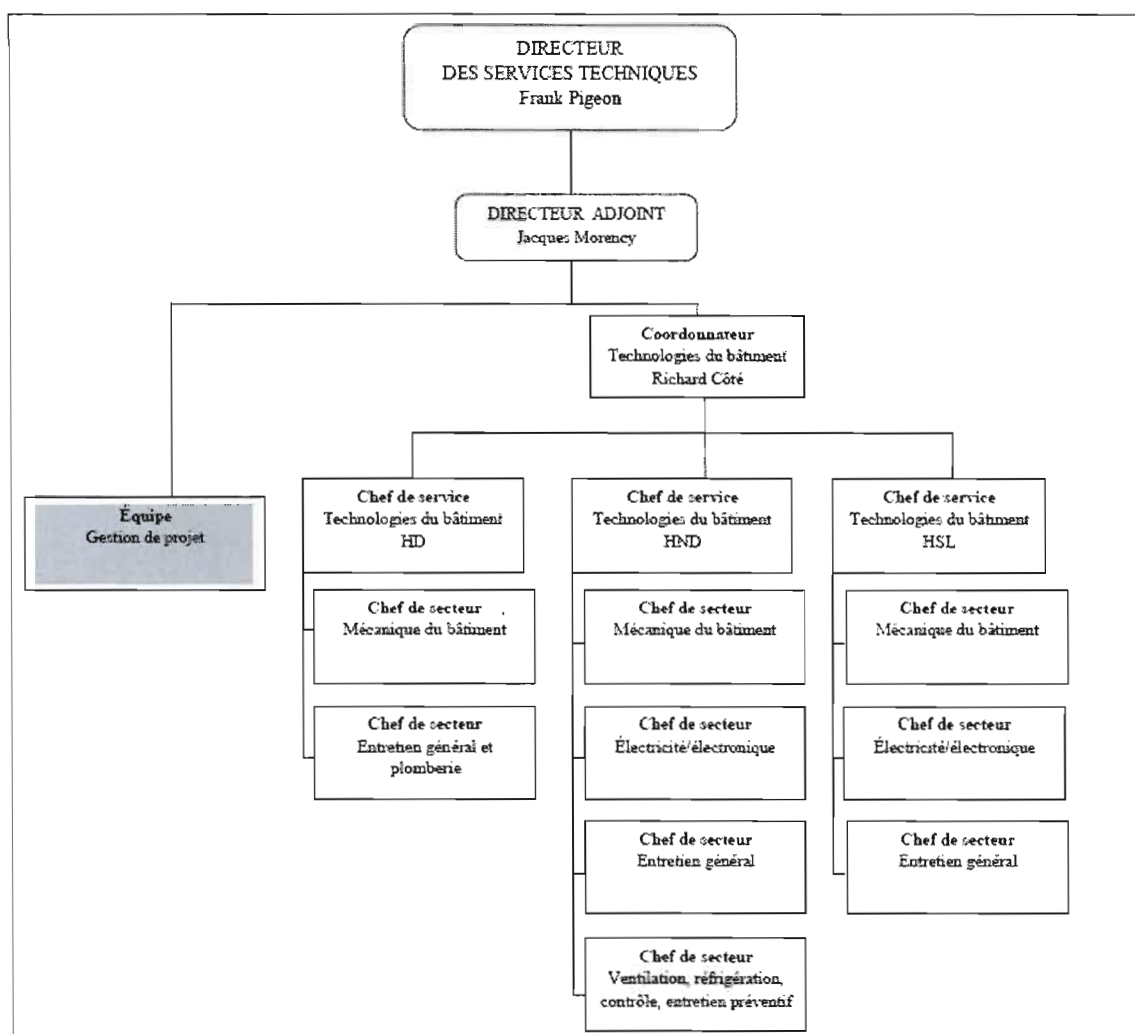 DIRECTEUR
DES SERVICES TECHNIQUES
Frank Pigeon
DIRECTEUR ADJOINT
Jacques Morency
Coordonnateur
Technologies du bâtiment
Richard Côté
Équipe
Gestion de projet
Chef de service
Technologies du bâtiment
HD
Chef de secteur
Mécanique du bâtiment
Chef de secteur
Entretien général et
plomberie
Chef de service
Technologies du bâtiment
HND
Chef de secteur
Mécanique du bâtiment
Chef de secteur
Électricité/électronique
Chef de secteur
Entretien général
Chef de secteur
Ventilation, réfrigération,
contrôle, entretien préventif
Chef de service
Technologies du bâtiment
HSL
Chef de secteur
Mécanique du bâtiment
Chef de secteur
Électricité/électronique
Chef de secteur
Entretien général